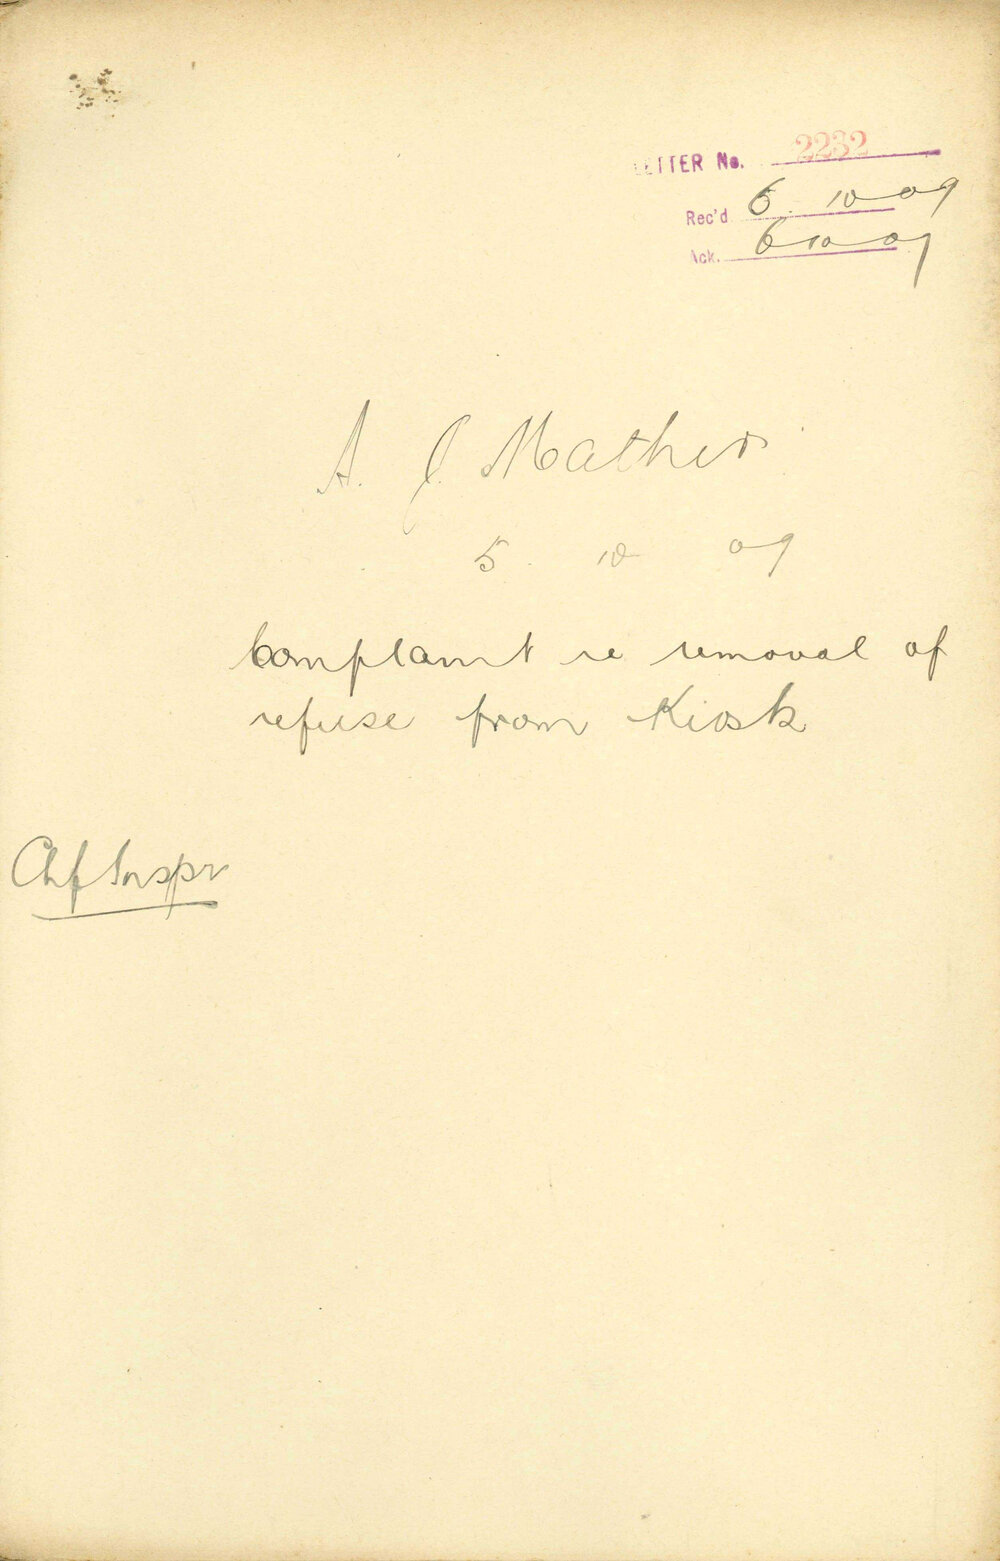 LETTER No. 2232
Rec'd 6. 10 09
Ack. 6 10 09
A. J. Mather
5. 10 09
Complaint re removal of
refuse from Kiosk
Chf Inspr